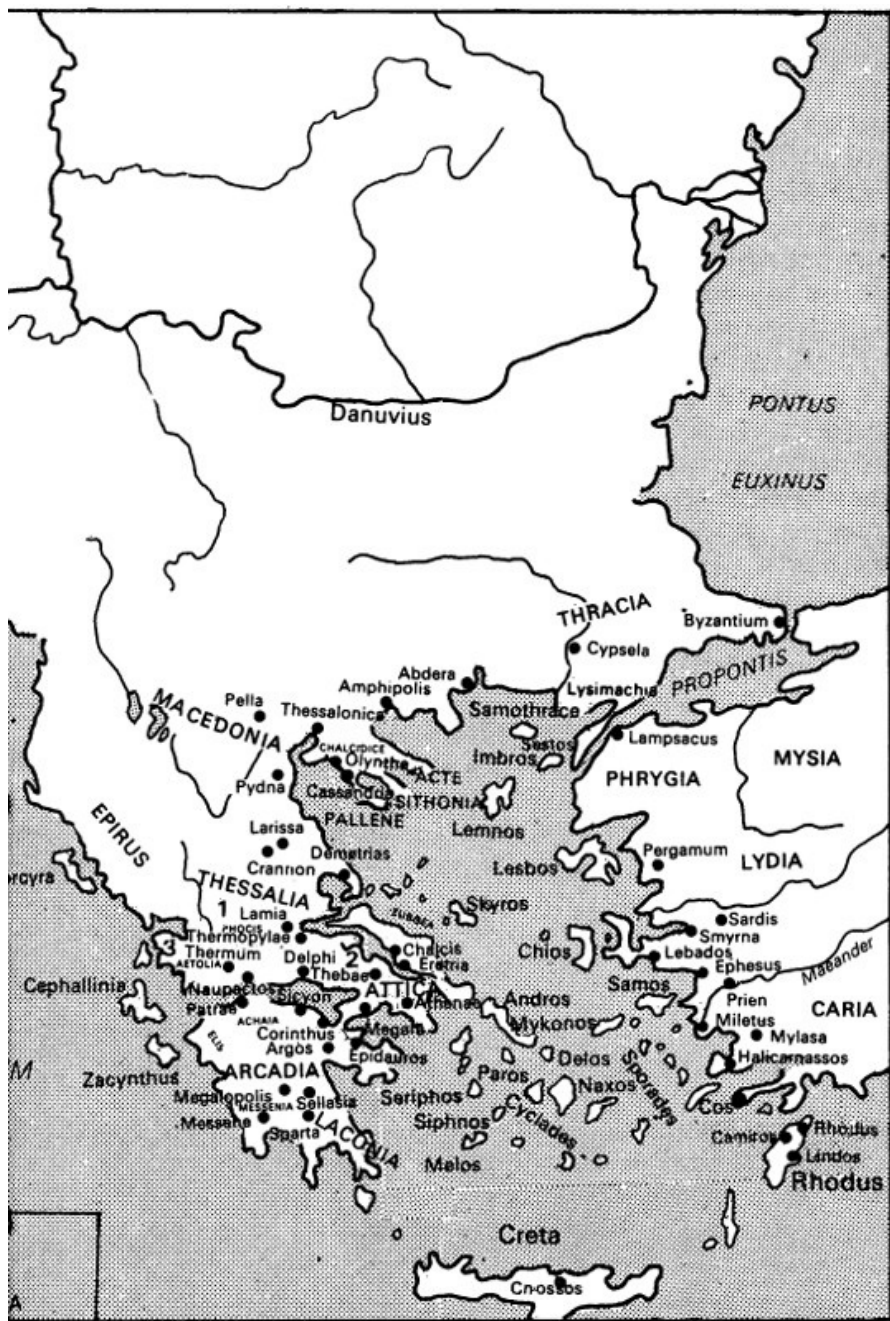 Danuvius
PONTUS
EUXINUS
THRACIA
Byzantium
Cypsela
PROPONTIS
Abdera
Amphipolis
Lysimachia
Pella
MACEDONIA
Thessalonica
Samothrace
Sestos
Lampsacus
CHALCIDICE
Imbros
MYSIA
ACTE
PHRYGIA
Pydna
Cassandria
SITHONIA
PALLENE
Lemnos
EPIRUS
Larissa
Crannon
Demetrias
Lesbos
Pergamum
LYDIA
THESSALIA
1
Lamia
EUBOEA
Skyros
Sardis
PHOCIS
Thermopylae
Smyrna
3
Thermum
Delphi
2
Chalcis
Chios
Lebados
AETOLIA
Thebae
Eretria
Ephesus
Maeander
Cephallinia
Naupactos
Sicyon
ATTICA
Athenae
Andros
Samos
Prien
CARIA
Patrae
ACHAIA
Megara
Mykonos
Miletus
ELIS
Corinthus
Mylasa
Argos
Epidauros
Delos
Sporades
Halicarnassos
M
Zacynthus
ARCADIA
Paros
Naxos
Megalopolis
Sellasia
Seriphos
Cyclades
Cos
MESSENIA
Messene
Sparta
LACONIA
Siphnos
Camiros
Rhodus
Melos
Lindos
Rhodus
Creta
Cnossos
A